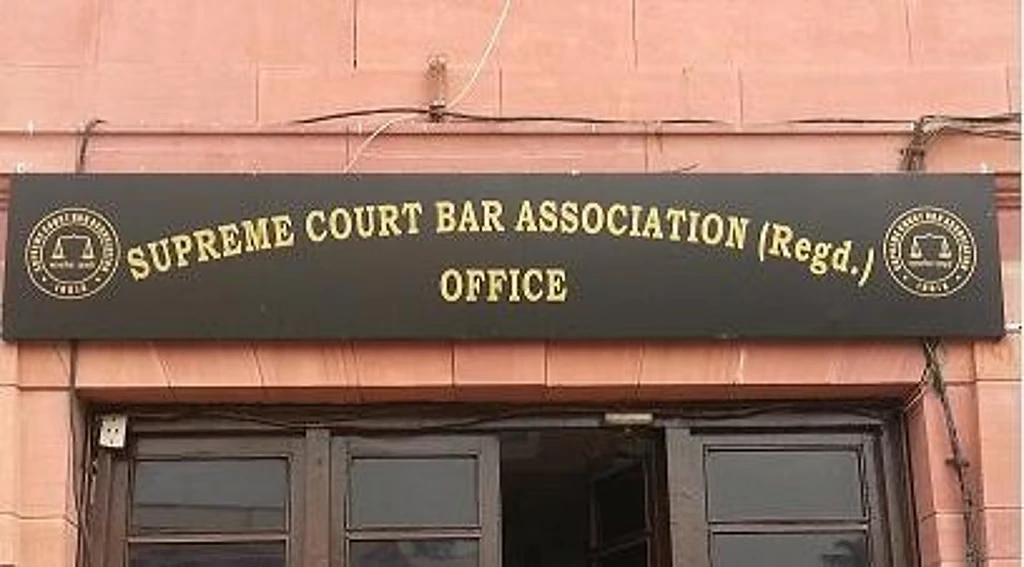 SUPREME COURT BAR ASSOCIATION (Regd.)
OFFICE